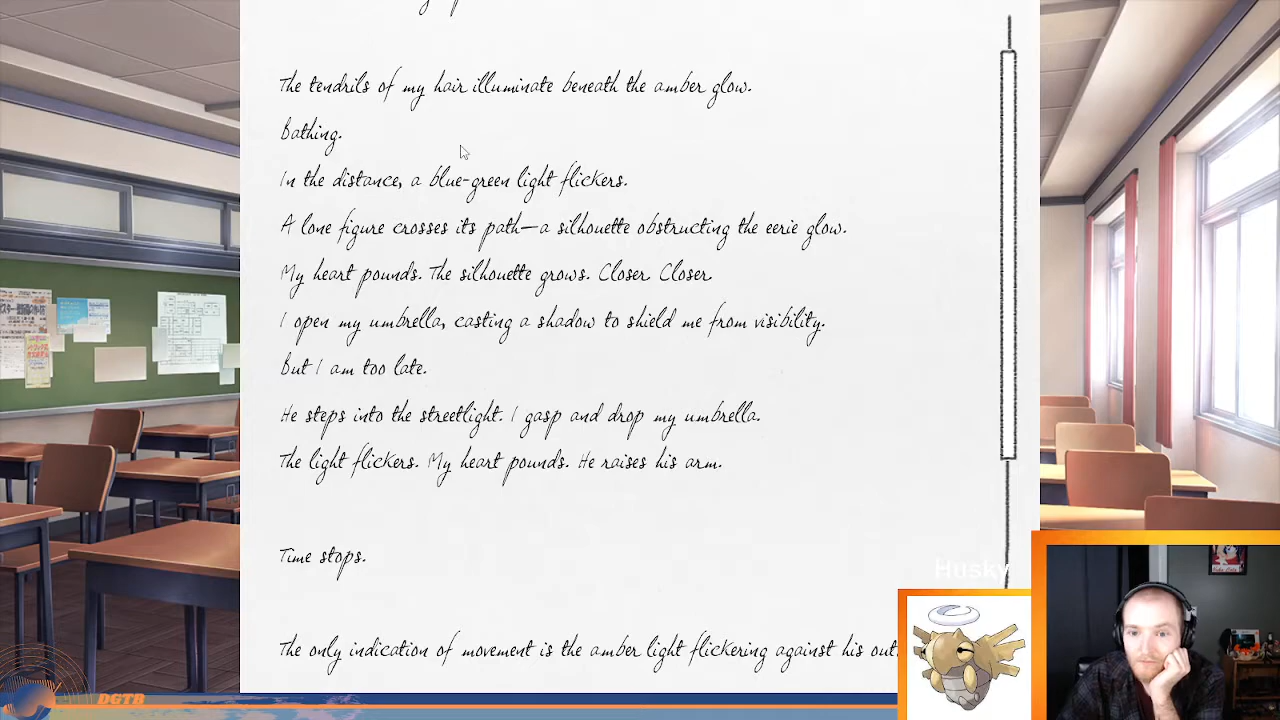 The tendrils of my hair illuminate beneath the amber glow.
Bathing.
In the distance, a blue-green light flickers.
A lone figure crosses its path—a silhouette obstructing the eerie glow.
My heart pounds. The silhouette grows. Closer Closer
I open my umbrella, casting a shadow to shield me from visibility.
But I am too late.
He steps into the streetlight. I gasp and drop my umbrella.
The light flickers. My heart pounds. He raises his arm.
Time stops.
Husky
The only indication of movement is the amber light flickering against his out
DGTB